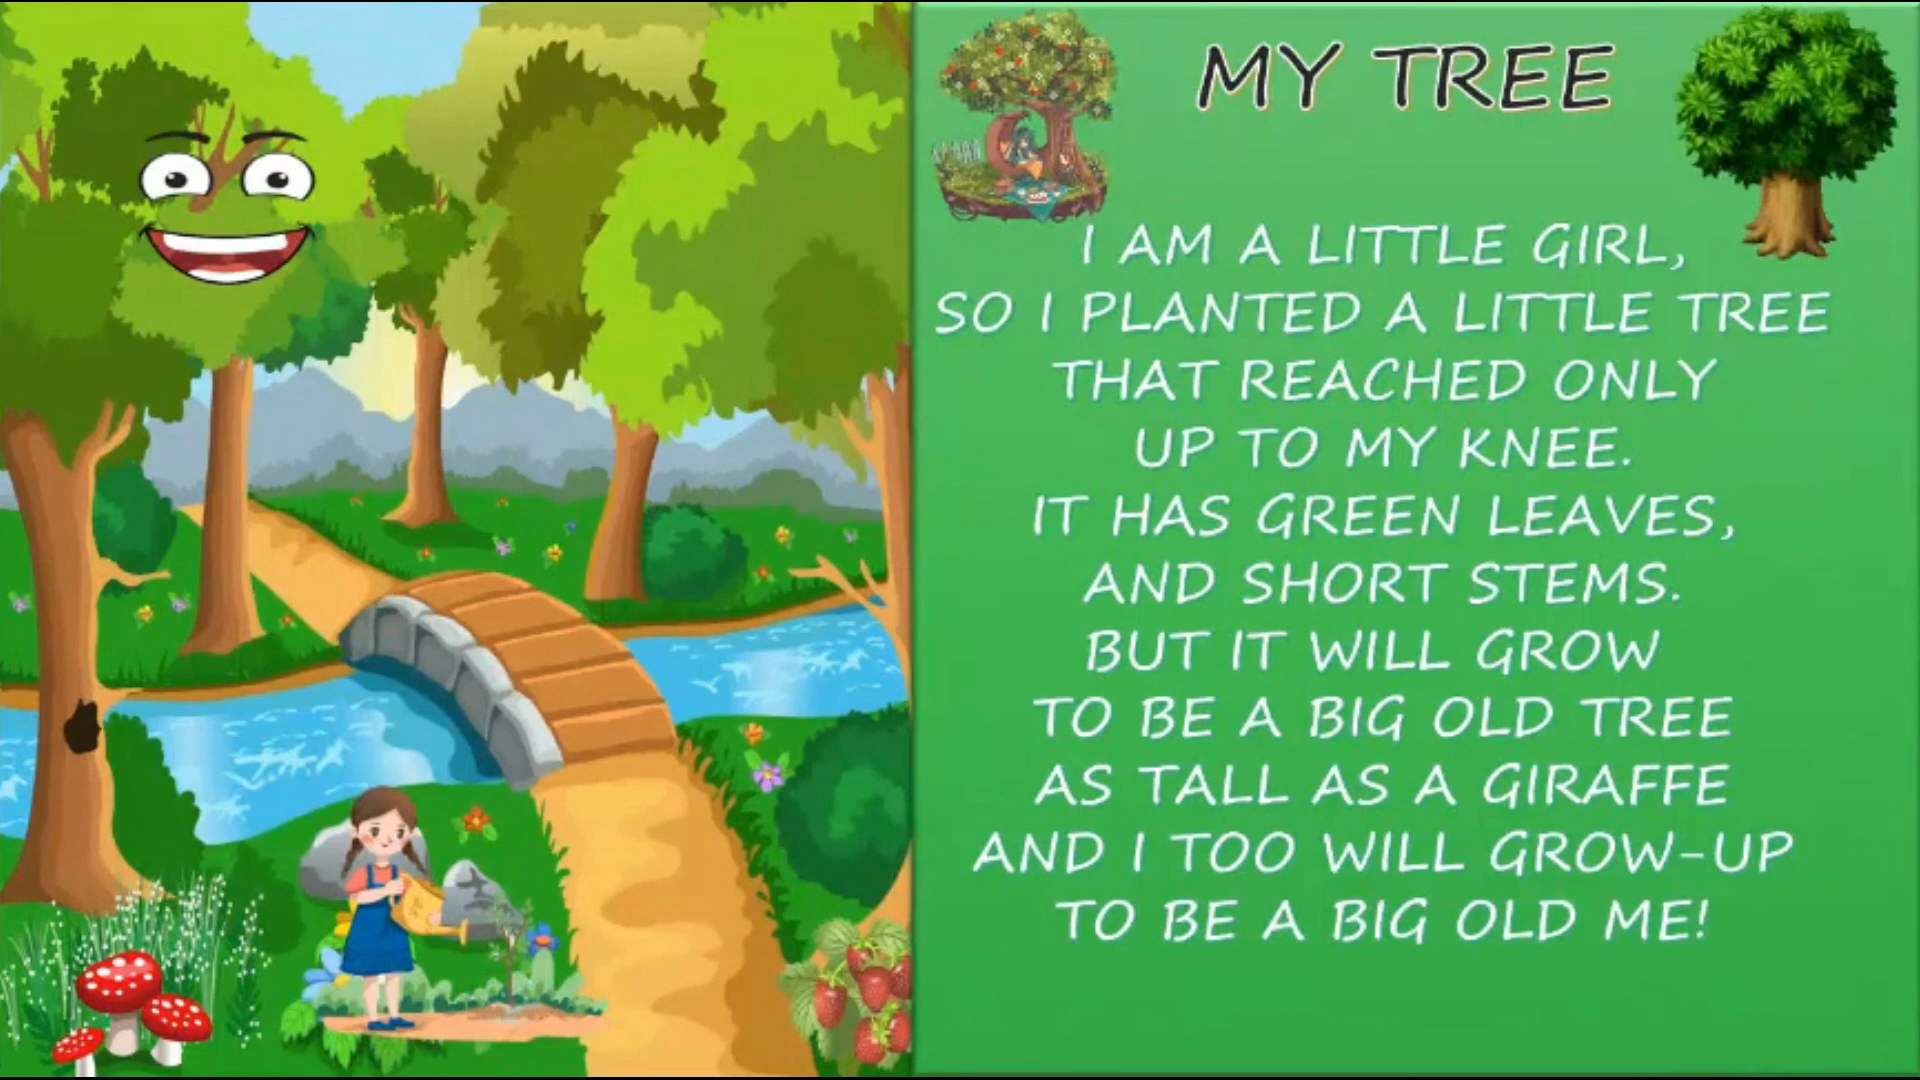 MY TREE
I AM A LITTLE GIRL,
SO I PLANTED A LITTLE TREE
THAT REACHED ONLY
UP TO MY KNEE.
IT HAS GREEN LEAVES,
AND SHORT STEMS.
BUT IT WILL GROW
TO BE A BIG OLD TREE
AS TALL AS A GIRAFFE
AND I TOO WILL GROW-UP
TO BE A BIG OLD ME!